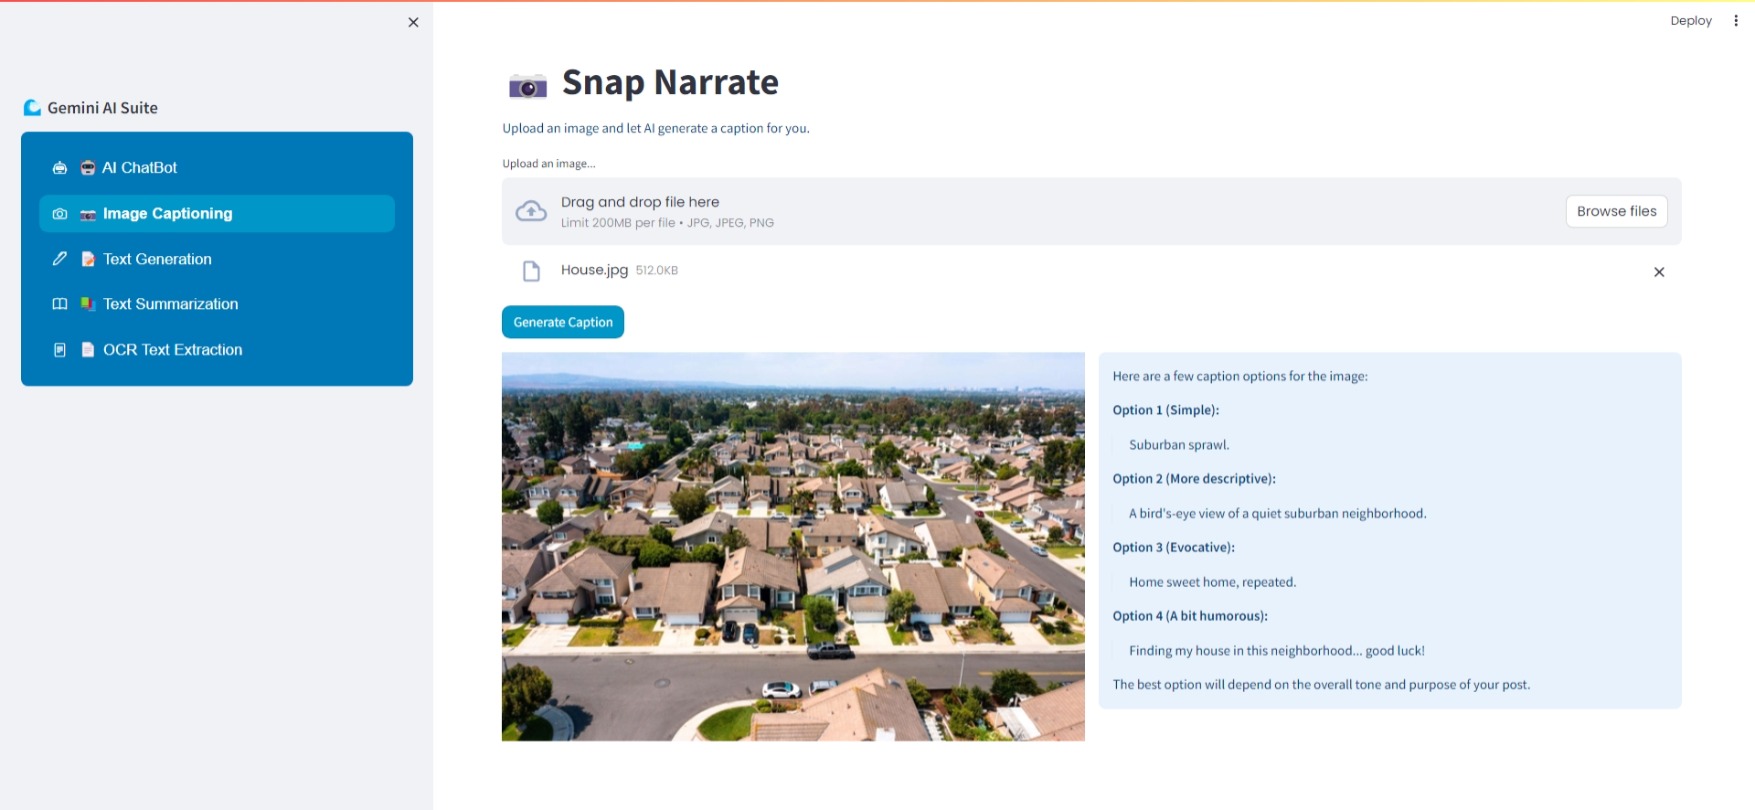 Deploy
Gemini AI Suite
AI ChatBot
Image Captioning
Text Generation
Text Summarization
OCR Text Extraction
Snap Narrate
Upload an image and let AI generate a caption for you.
Upload an image...
Drag and drop file here
Limit 200MB per file • JPG, JPEG, PNG
Browse files
House.jpg 512.0KB
Generate Caption
Here are a few caption options for the image:
Option 1 (Simple):
Suburban sprawl.
Option 2 (More descriptive):
A bird's-eye view of a quiet suburban neighborhood.
Option 3 (Evocative):
Home sweet home, repeated.
Option 4 (A bit humorous):
Finding my house in this neighborhood... good luck!
The best option will depend on the overall tone and purpose of your post.